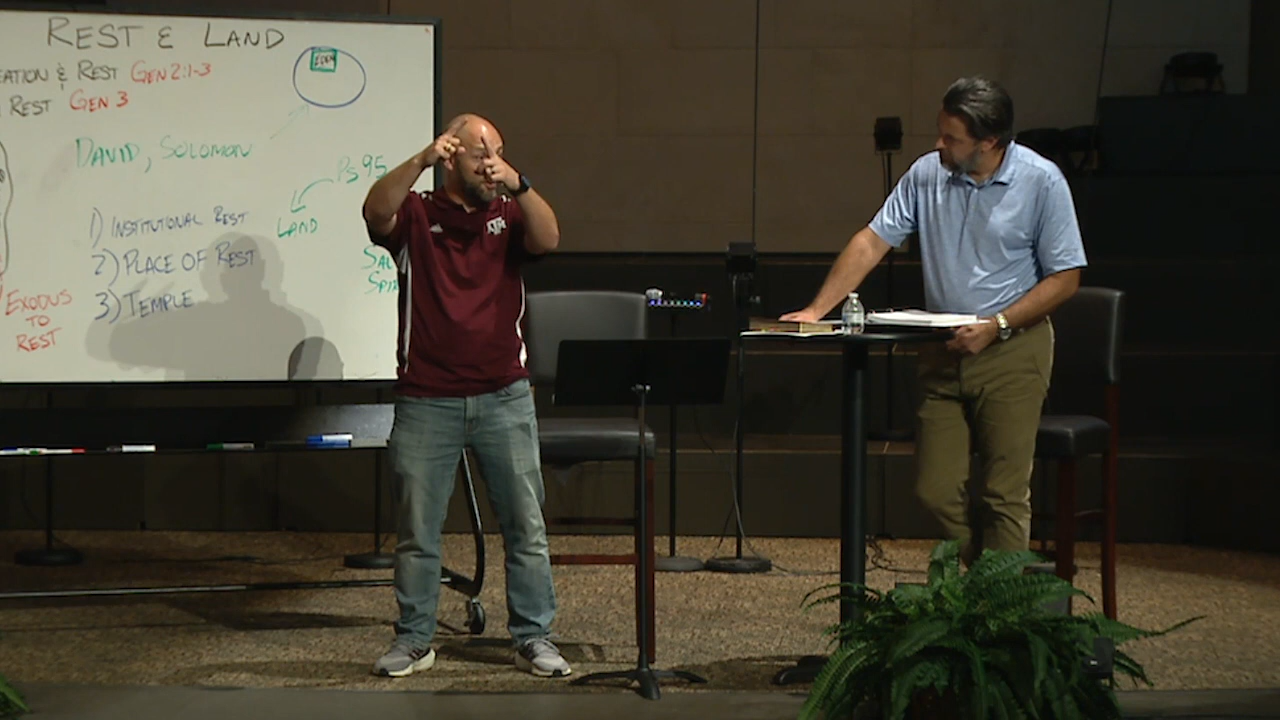 REST & LAND
EATION & REST GEN 2:1-3
REST GEN 3
EDEN
DAVID, SOLOMON
PS 95
LAND
1) INSTITUTIONAL REST
2) PLACE OF REST
3) TEMPLE
EXODUS
TO
REST
ATM